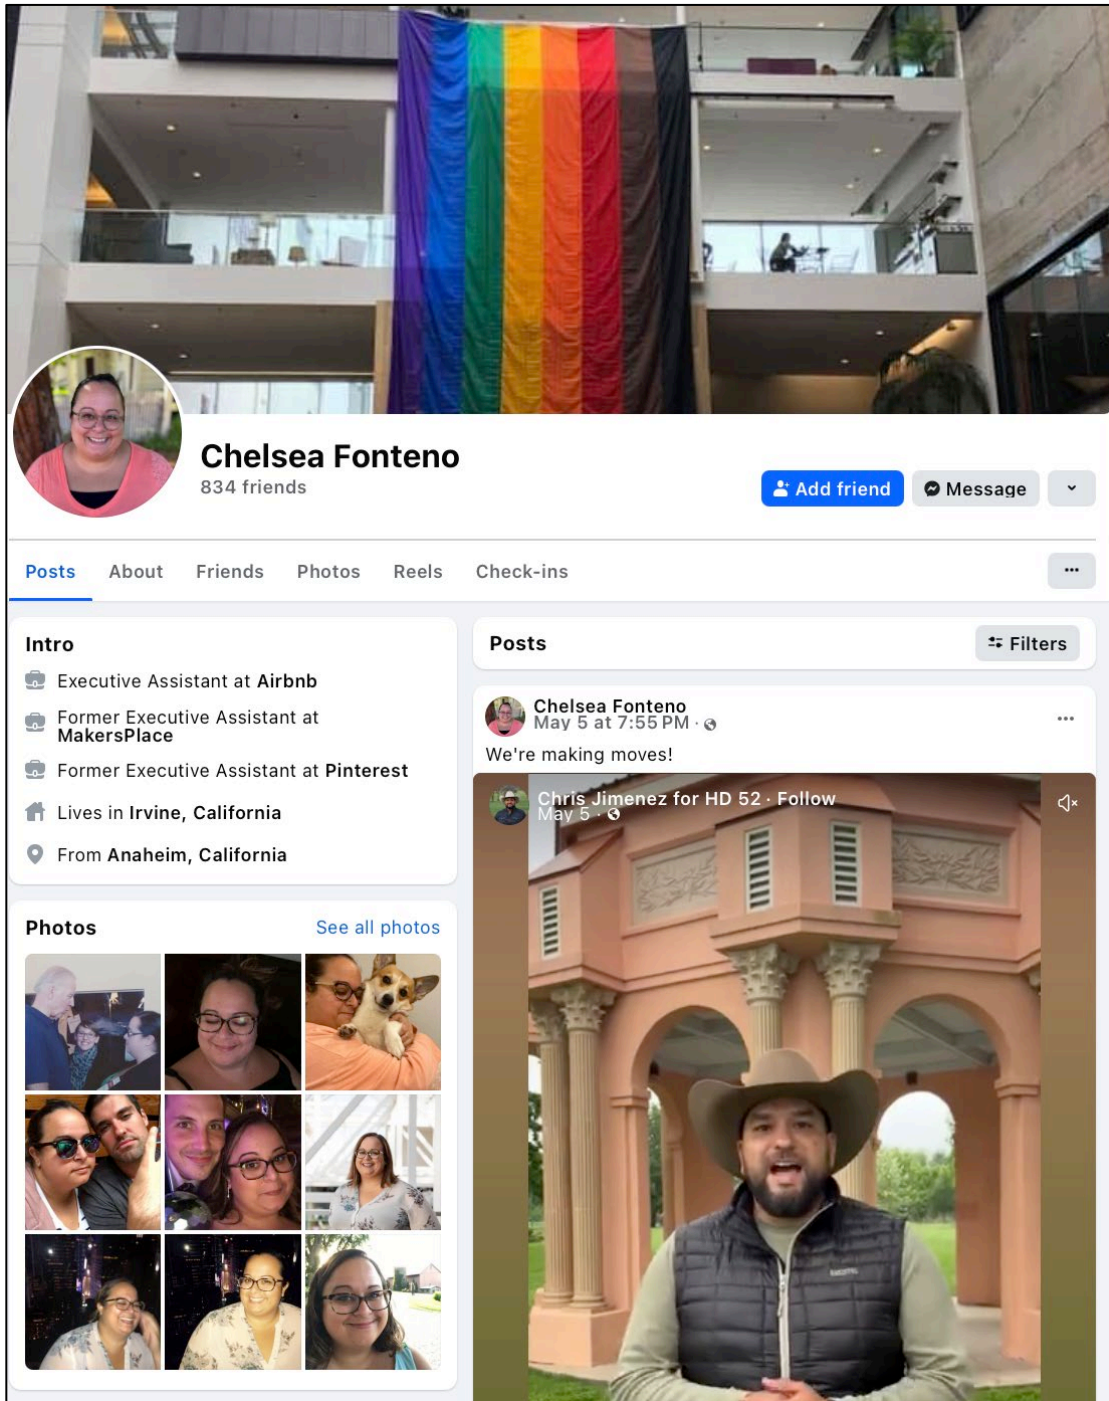 Chelsea Fonteno
834 friends
Add friend
Message
Posts
About
Friends
Photos
Reels
Check-ins
Intro
Executive Assistant at Airbnb
Former Executive Assistant at
MakersPlace
Former Executive Assistant at Pinterest
Lives in Irvine, California
From Anaheim, California
Photos
See all photos
Posts
Filters
Chelsea Fonteno
May 5 at 7:55 PM ·
We're making moves!
Chris Jimenez for HD 52 · Follow
May 5 ·